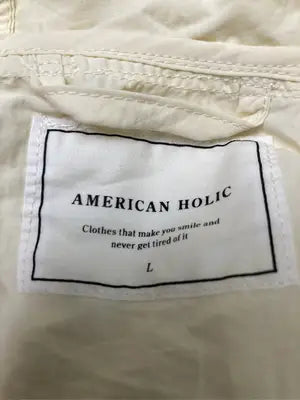 AMERICAN HOLIC
Clothes that make you smile and
never get tired of it
L